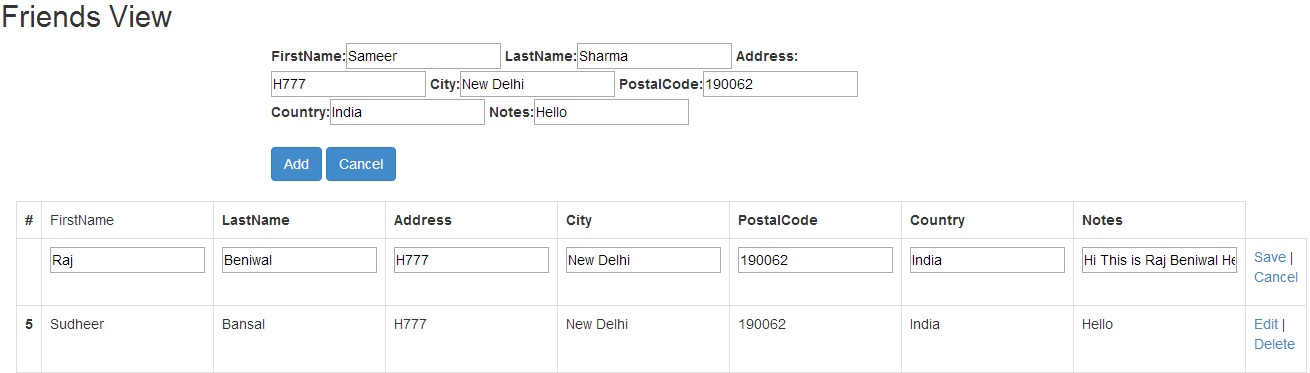 Friends View
FirstName: Sameer LastName: Sharma Address:
H777 City: New Delhi PostalCode: 190062
Country: India Notes: Hello
Add Cancel
# FirstName LastName Address City PostalCode Country Notes
Raj Beniwal H777 New Delhi 190062 India Hi This is Raj Beniwal He Save |
Cancel
5 Sudheer Bansal H777 New Delhi 190062 India Hello Edit |
Delete